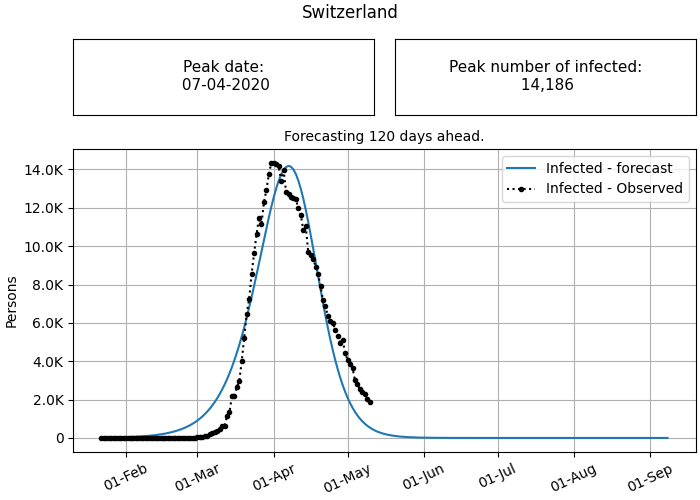 Switzerland
Peak date:
07-04-2020
Peak number of infected:
14,186
Forecasting 120 days ahead.
Infected - forecast
Infected - Observed
Persons
14.0K
12.0K
10.0K
8.0K
6.0K
4.0K
2.0K
0
01-Feb
01-Mar
01-Apr
01-May
01-Jun
01-Jul
01-Aug
01-Sep